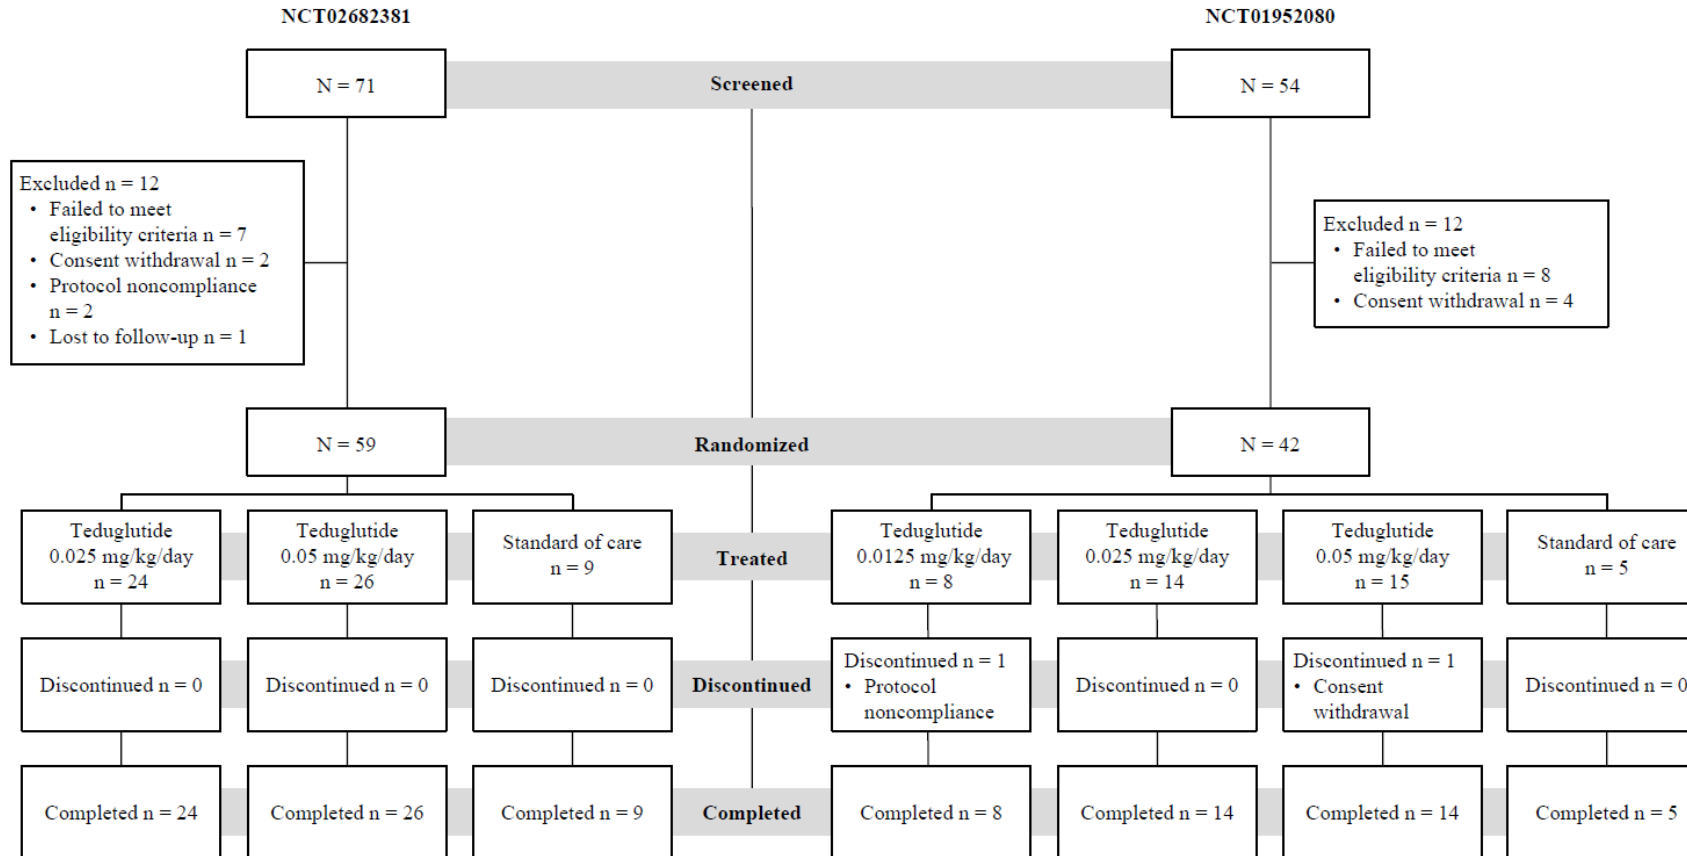 NCT02682381
NCT01952080
N = 71
Screened
N = 54
Excluded n = 12
• Failed to meet
eligibility criteria n = 7
• Consent withdrawal n = 2
• Protocol noncompliance
n = 2
• Lost to follow-up n = 1
Excluded n = 12
• Failed to meet
eligibility criteria n = 8
• Consent withdrawal n = 4
N = 59
Randomized
N = 42
Teduglutide
0.025 mg/kg/day
n = 24
Teduglutide
0.05 mg/kg/day
n = 26
Standard of care
n = 9
Treated
Teduglutide
0.0125 mg/kg/day
n = 8
Teduglutide
0.025 mg/kg/day
n = 14
Teduglutide
0.05 mg/kg/day
n = 15
Standard of care
n = 5
Discontinued n = 0
Discontinued n = 0
Discontinued n = 0
Discontinued
Discontinued n = 1
• Protocol
noncompliance
Discontinued n = 0
Discontinued n = 1
• Consent
withdrawal
Discontinued n = 0
Completed n = 24
Completed n = 26
Completed n = 9
Completed
Completed n = 8
Completed n = 14
Completed n = 14
Completed n = 5